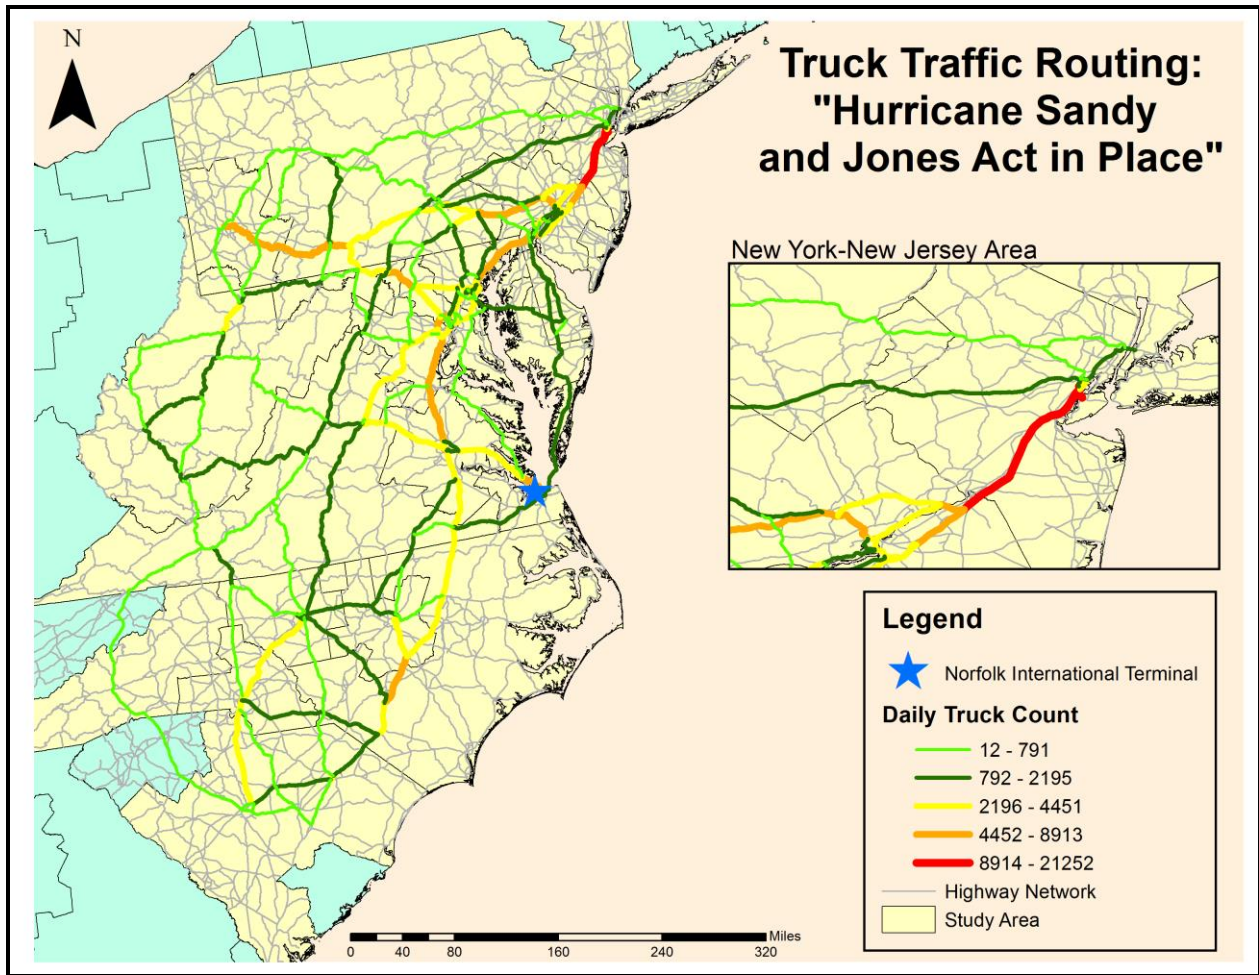 N
Truck Traffic Routing:
"Hurricane Sandy
and Jones Act in Place"
New York-New Jersey Area
Legend
Norfolk International Terminal
Daily Truck Count
12 - 791
792 - 2195
2196 - 4451
4452 - 8913
8914 - 21252
Highway Network
Study Area
Miles
0 40 80 160 240 320